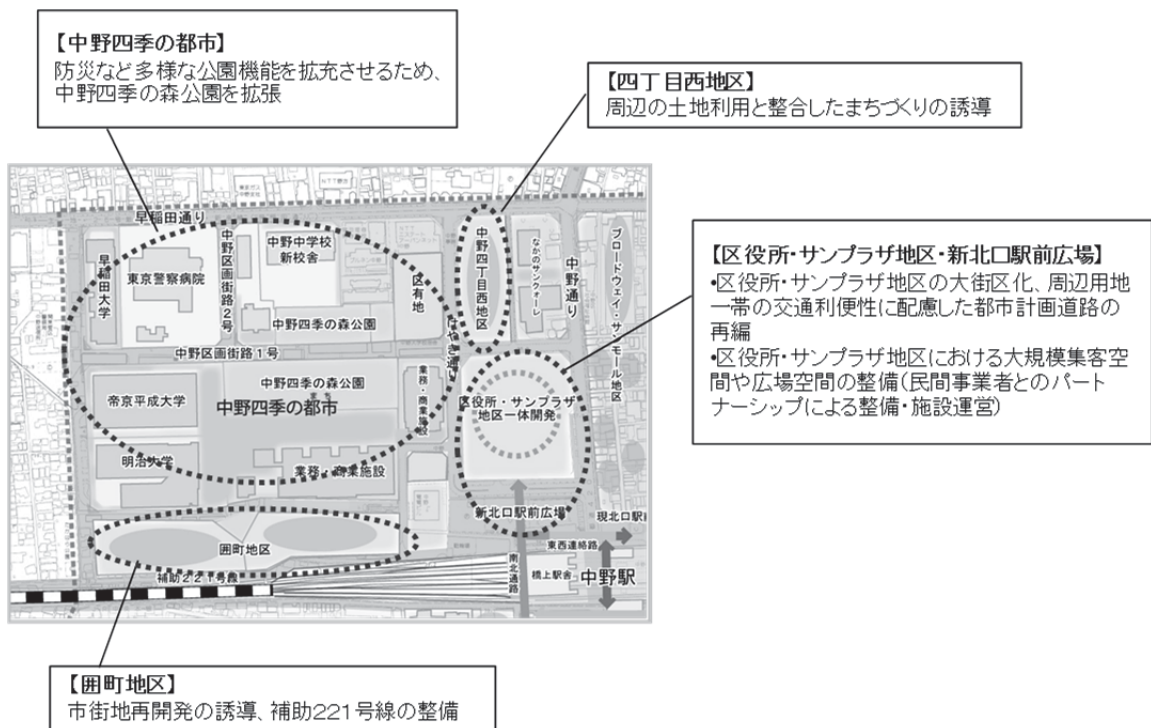 【中野四季の都市】
防災など多様な公園機能を拡充させるため、
中野四季の森公園を拡張
【四丁目西地区】
周辺の土地利用と整合したまちづくりの誘導
【区役所・サンプラザ地区・新北口駅前広場】
•区役所・サンプラザ地区の大街区化、周辺用地
一帯の交通利便性に配慮した都市計画道路の
再編
•区役所・サンプラザ地区における大規模集客空
間や広場空間の整備(民間事業者とのパート
ナーシップによる整備・施設運営)
早稲田通り
早稲田大学
東京警察病院
中野区画街路2号
中野中学校
新校舎
区有地
中野四季の森公園
中野四丁目西地区
なかのサンクォーレ
中野通り
ブロードウェイ・サンモール地区
中野区画街路1号
けやき通り
帝京平成大学
中野四季の森公園
まち
中野四季の都市
業務・商業施設
区役所・サンプラザ
地区一体開発
明治大学
業務・商業施設
新北口駅前広場
現北口駅前
囲町地区
東西連絡路
補助221号線
南北通路
橋上駅舎
中野駅
【囲町地区】
市街地再開発の誘導、補助221号線の整備